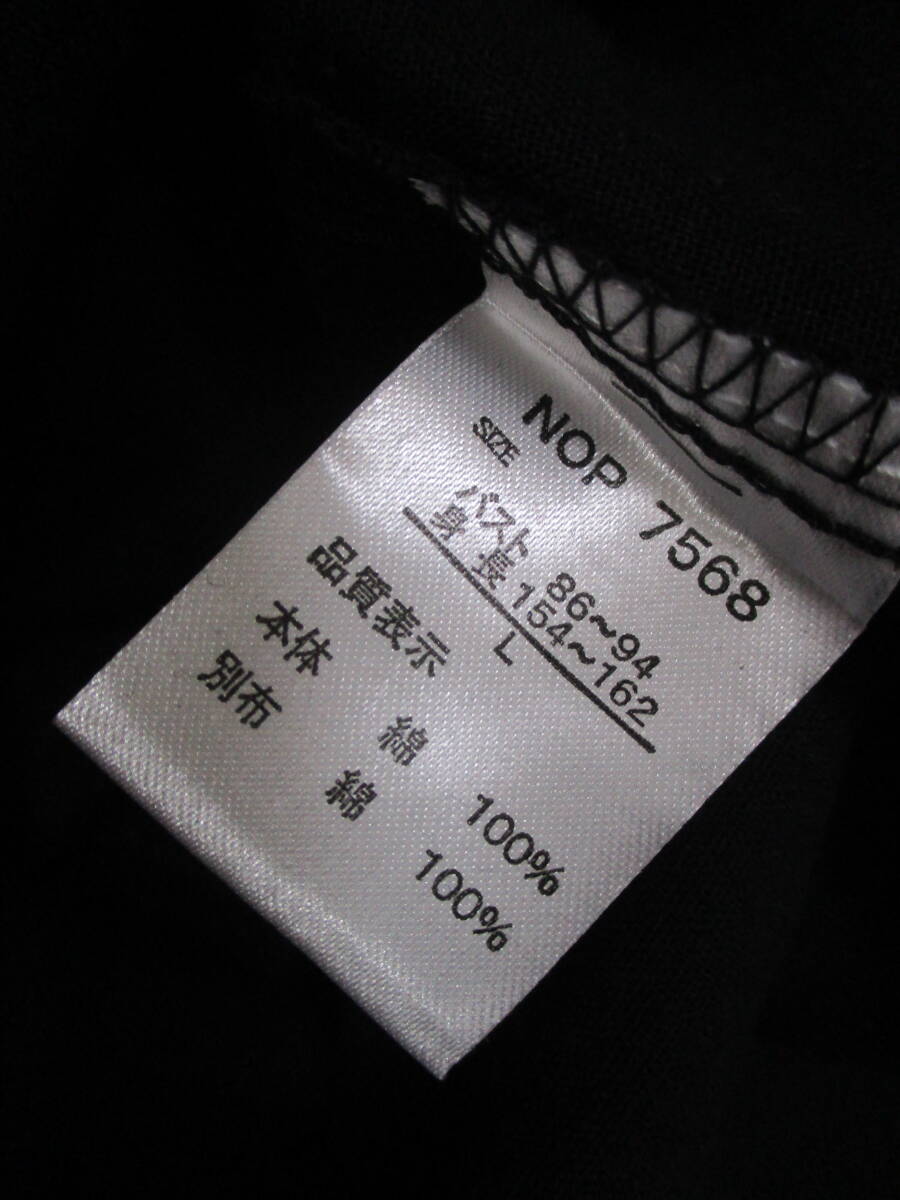 NOP 7568
SIZE
バスト 86~94
身長 154~162
L
品質表示
本体 綿 100%
別布 綿 100%